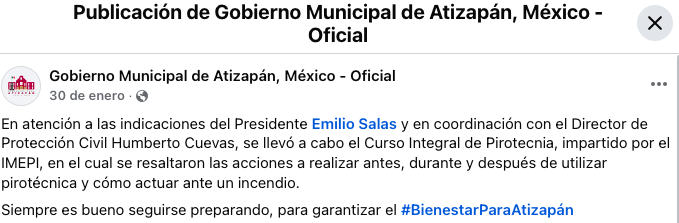 Publicación de Gobierno Municipal de Atizapán, México -
Oficial
Gobierno Municipal de Atizapán, México - Oficial
30 de enero ·
En atención a las indicaciones del Presidente Emilio Salas y en coordinación con el Director de
Protección Civil Humberto Cuevas, se llevó a cabo el Curso Integral de Pirotecnia, impartido por el
IMEPI, en el cual se resaltaron las acciones a realizar antes, durante y después de utilizar
pirotécnica y cómo actuar ante un incendio.
Siempre es bueno seguirse preparando, para garantizar el #BienestarParaAtizapán